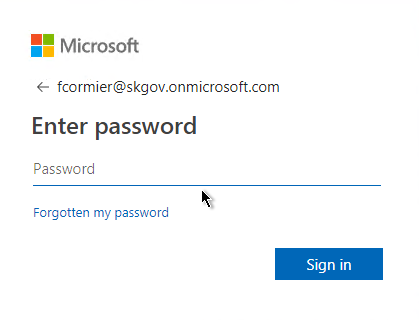 Microsoft
fcormier@skgov.onmicrosoft.com
Enter password
Password
Forgotten my password
Sign in